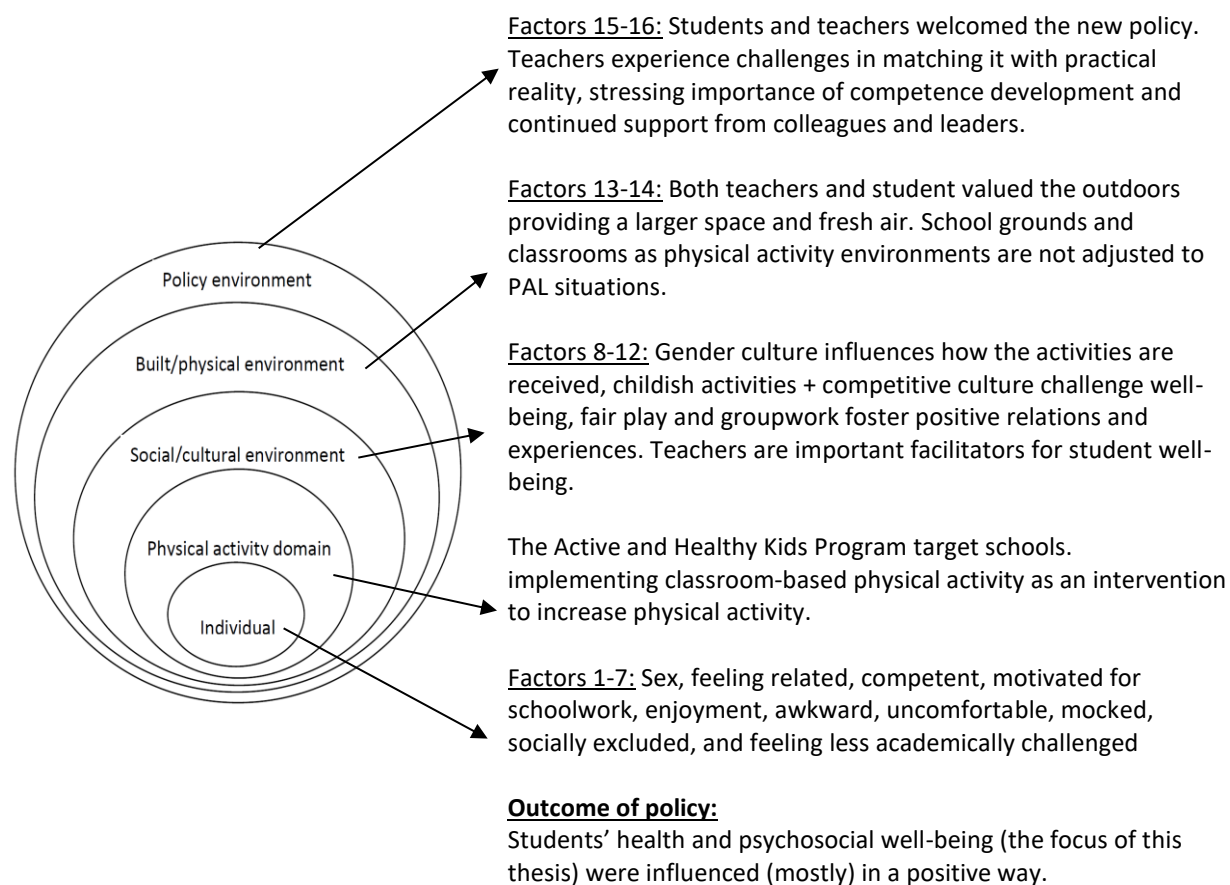 Factors 15-16: Students and teachers welcomed the new policy.
Teachers experience challenges in matching it with practical
reality, stressing importance of competence development and
continued support from colleagues and leaders.
Factors 13-14: Both teachers and student valued the outdoors
providing a larger space and fresh air. School grounds and
classrooms as physical activity environments are not adjusted to
PAL situations.
Factors 8-12: Gender culture influences how the activities are
received, childish activities + competitive culture challenge well-
being, fair play and groupwork foster positive relations and
experiences. Teachers are important facilitators for student well-
being.
The Active and Healthy Kids Program target schools.
implementing classroom-based physical activity as an intervention
to increase physical activity.
Factors 1-7: Sex, feeling related, competent, motivated for
schoolwork, enjoyment, awkward, uncomfortable, mocked,
socially excluded, and feeling less academically challenged
Outcome of policy:
Students’ health and psychosocial well-being (the focus of this
thesis) were influenced (mostly) in a positive way.
Policy environment
Built/physical environment
Social/cultural environment
Physical activity domain
Individual